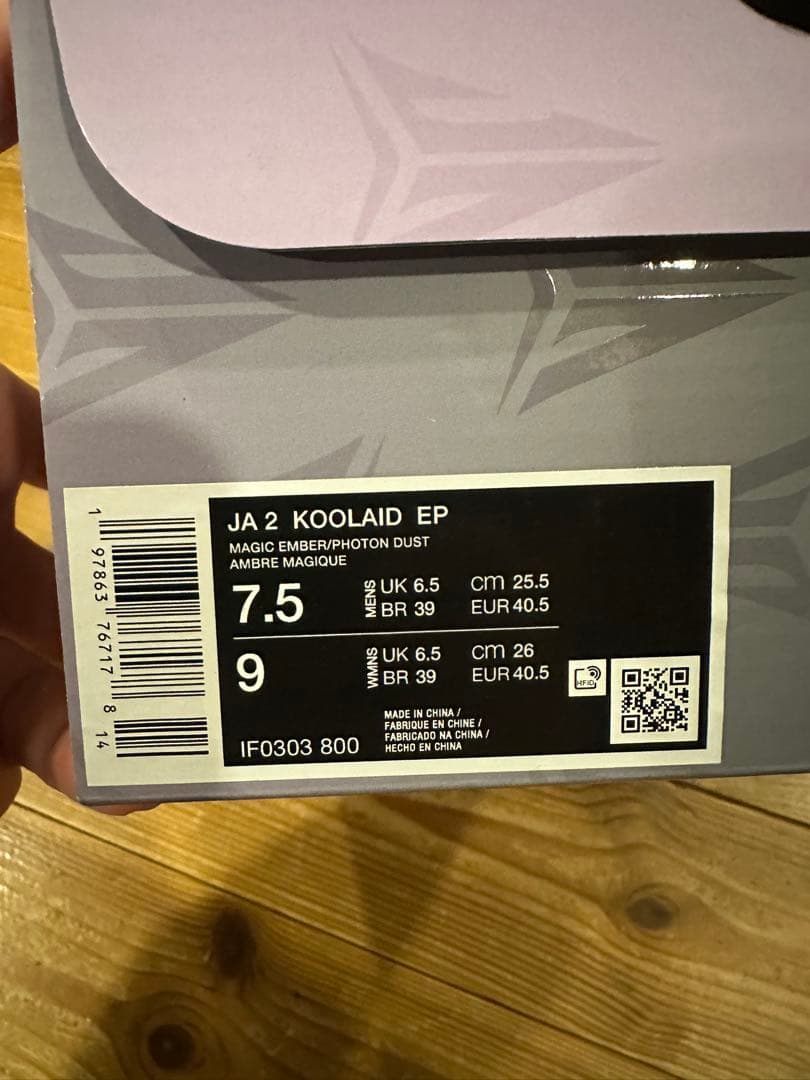 JA 2 KOOLAID EP
MAGIC EMBER/PHOTON DUST
AMBRE MAGIQUE
7.5 MENS UK 6.5 cm 25.5
BR 39 EUR 40.5
9 WMNS UK 6.5 cm 26
BR 39 EUR 40.5
RFID
MADE IN CHINA /
FABRIQUE EN CHINE /
FABRICADO NA CHINA /
HECHO EN CHINA
IF0303 800
1 97863 76717 8 14